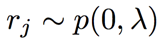 r_j ∼ p(0, λ)